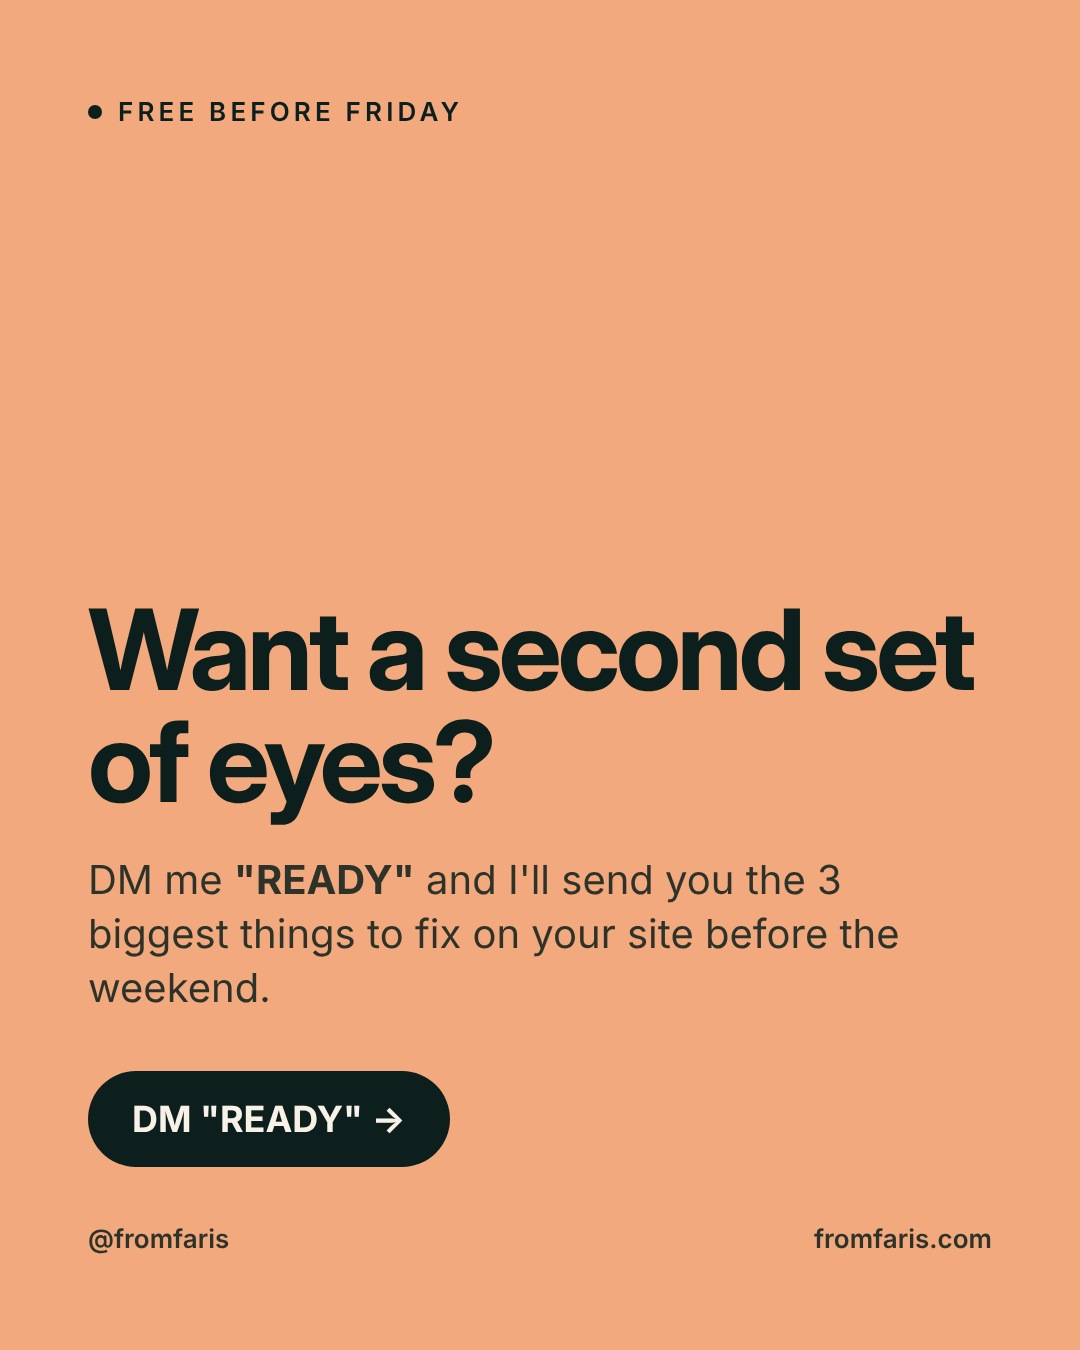 FREE BEFORE FRIDAY
Want a second set
of eyes?
DM me "READY" and I'll send you the 3
biggest things to fix on your site before the
weekend.
DM "READY" →
@fromfaris
fromfaris.com